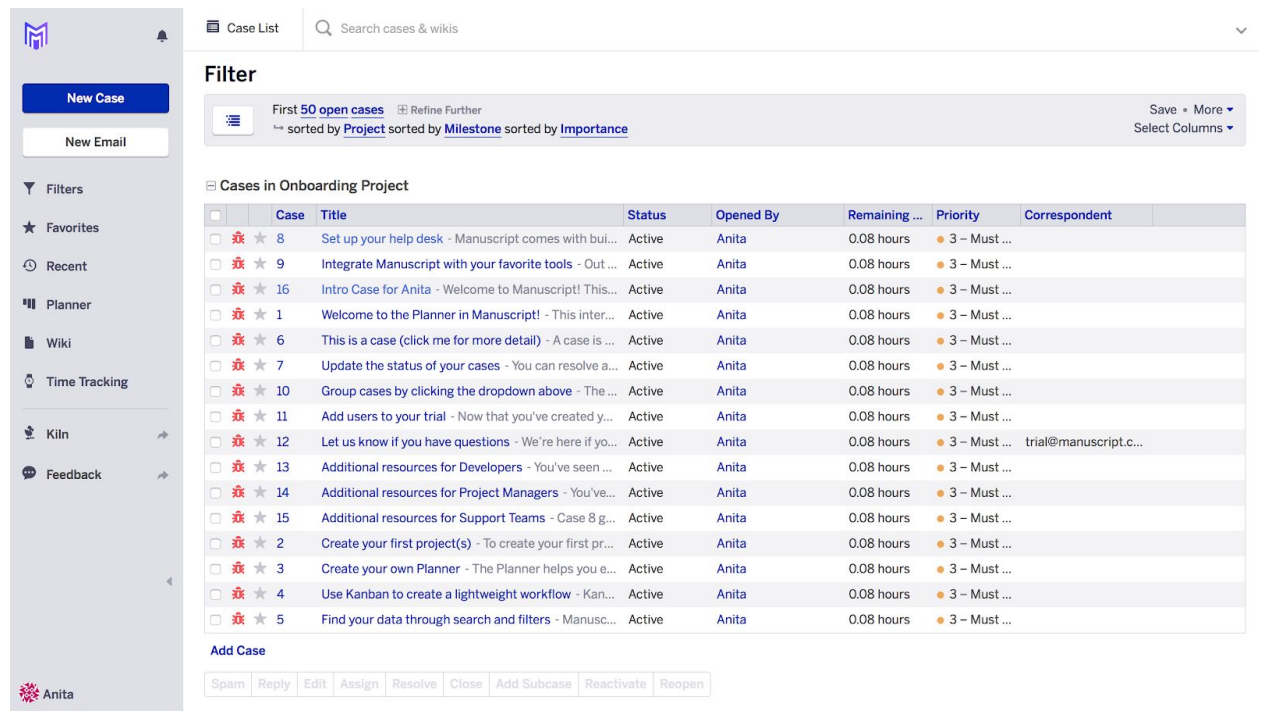 Case List
Search cases & wikis
New Case
New Email
Filters
Favorites
Recent
Planner
Wiki
Time Tracking
Kiln
Feedback
Anita
Filter
First 50 open cases Refine Further
sorted by Project sorted by Milestone sorted by Importance
Save • More
Select Columns
Cases in Onboarding Project
Case Title Status Opened By Remaining ... Priority Correspondent
8 Set up your help desk - Manuscript comes with bui... Active Anita 0.08 hours 3 – Must ...
9 Integrate Manuscript with your favorite tools - Out ... Active Anita 0.08 hours 3 – Must ...
16 Intro Case for Anita - Welcome to Manuscript! This... Active Anita 0.08 hours 3 – Must ...
1 Welcome to the Planner in Manuscript! - This inter... Active Anita 0.08 hours 3 – Must ...
6 This is a case (click me for more detail) - A case is ... Active Anita 0.08 hours 3 – Must ...
7 Update the status of your cases - You can resolve a... Active Anita 0.08 hours 3 – Must ...
10 Group cases by clicking the dropdown above - The ... Active Anita 0.08 hours 3 – Must ...
11 Add users to your trial - Now that you've created y... Active Anita 0.08 hours 3 – Must ...
12 Let us know if you have questions - We're here if yo... Active Anita 0.08 hours 3 – Must ... trial@manuscript.c...
13 Additional resources for Developers - You've seen ... Active Anita 0.08 hours 3 – Must ...
14 Additional resources for Project Managers - You've... Active Anita 0.08 hours 3 – Must ...
15 Additional resources for Support Teams - Case 8 g... Active Anita 0.08 hours 3 – Must ...
2 Create your first project(s) - To create your first pr... Active Anita 0.08 hours 3 – Must ...
3 Create your own Planner - The Planner helps you e... Active Anita 0.08 hours 3 – Must ...
4 Use Kanban to create a lightweight workflow - Kan... Active Anita 0.08 hours 3 – Must ...
5 Find your data through search and filters - Manusc... Active Anita 0.08 hours 3 – Must ...
Add Case
Spam Reply Edit Assign Resolve Close Add Subcase Reactivate Reopen